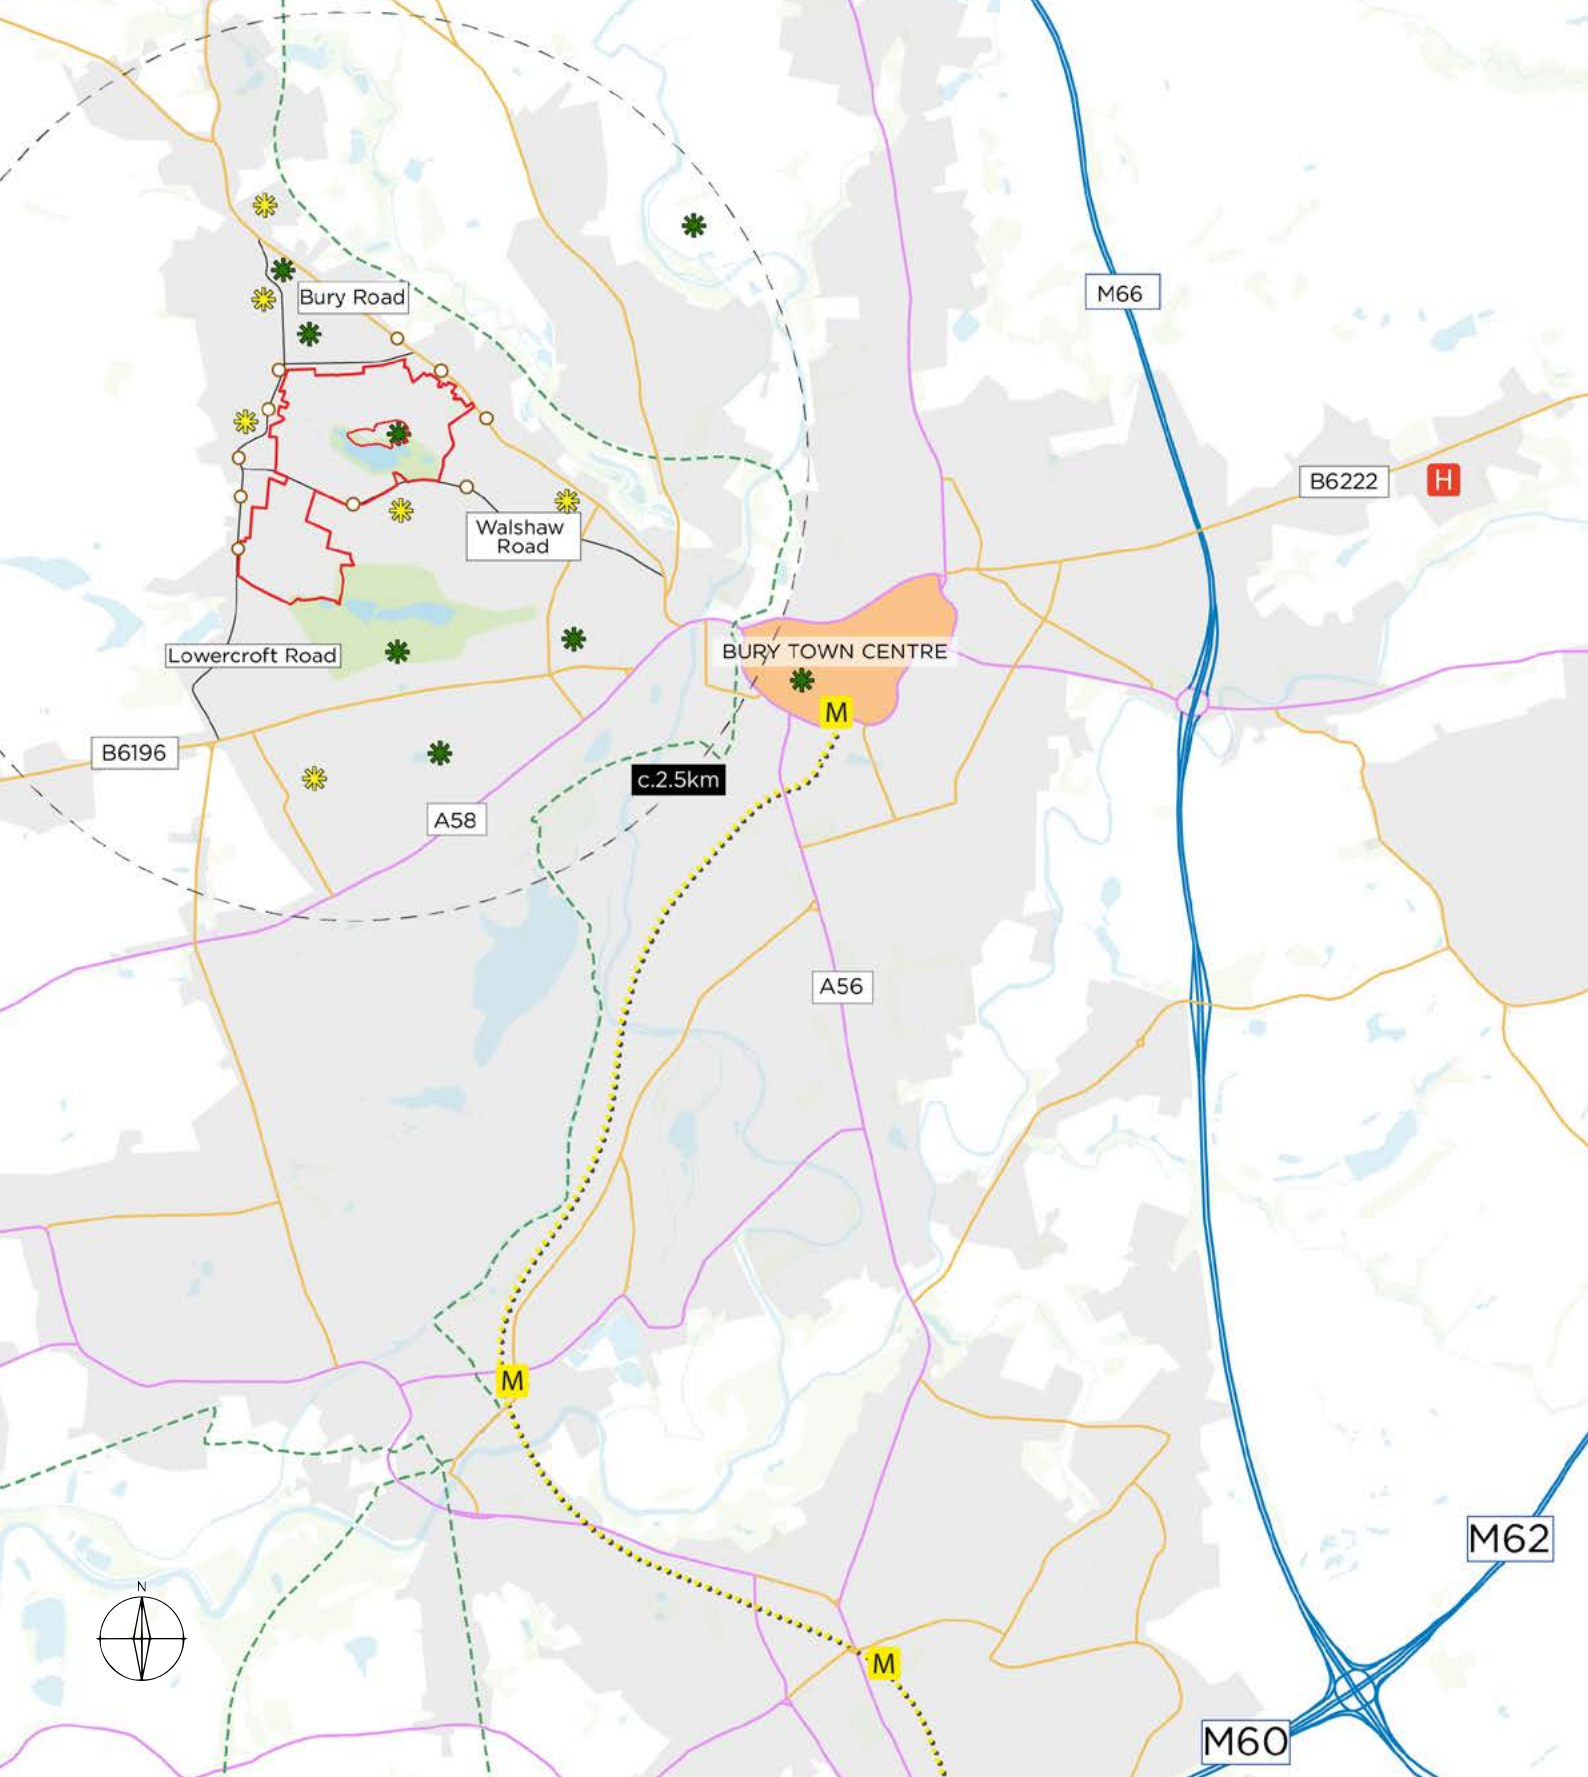 Bury Road
M66
B6222
H
Walshaw
Road
BURY TOWN CENTRE
Lowercroft Road
M
B6196
c.2.5km
A58
A56
M
M62
N
M
M60